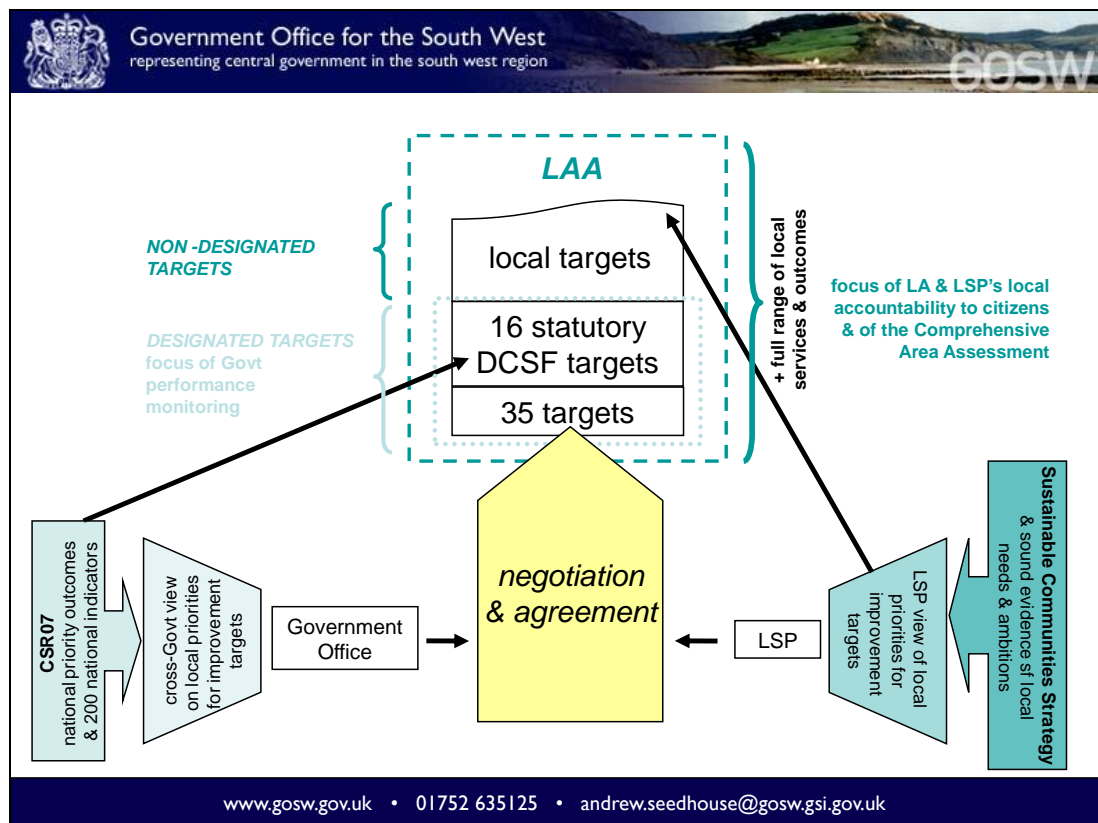 Government Office for the South West
representing central government in the south west region
GOSW
LAA
NON -DESIGNATED
TARGETS
local targets
DESIGNATED TARGETS
focus of Govt
performance
monitoring
16 statutory
DCSF targets
35 targets
+ full range of local
services & outcomes
focus of LA & LSP's local
accountability to citizens
& of the Comprehensive
Area Assessment
CSR07
national priority outcomes
& 200 national indicators
cross-Govt view
on local priorities
for improvement
targets
Government
Office
negotiation
& agreement
LSP
LSP view of local
priorities for
improvement
targets
Sustainable Communities Strategy
& sound evidence sf local
needs & ambitions
www.gosw.gov.uk • 01752 635125 • andrew.seedhouse@gosw.gsi.gov.uk